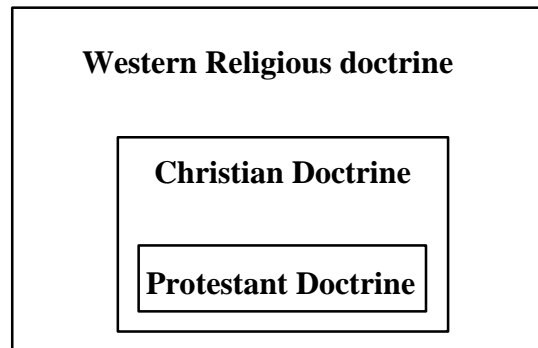 Western Religious doctrine
Christian Doctrine
Protestant Doctrine